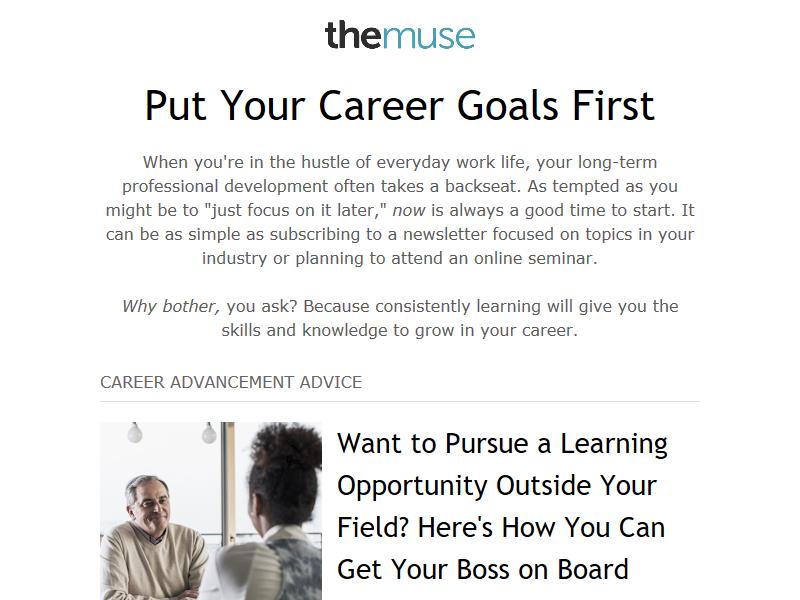 themuse
Put Your Career Goals First
When you're in the hustle of everyday work life, your long-term
professional development often takes a backseat. As tempted as you
might be to "just focus on it later," now is always a good time to start. It
can be as simple as subscribing to a newsletter focused on topics in your
industry or planning to attend an online seminar.
Why bother, you ask? Because consistently learning will give you the
skills and knowledge to grow in your career.
CAREER ADVANCEMENT ADVICE
Want to Pursue a Learning
Opportunity Outside Your
Field? Here's How You Can
Get Your Boss on Board